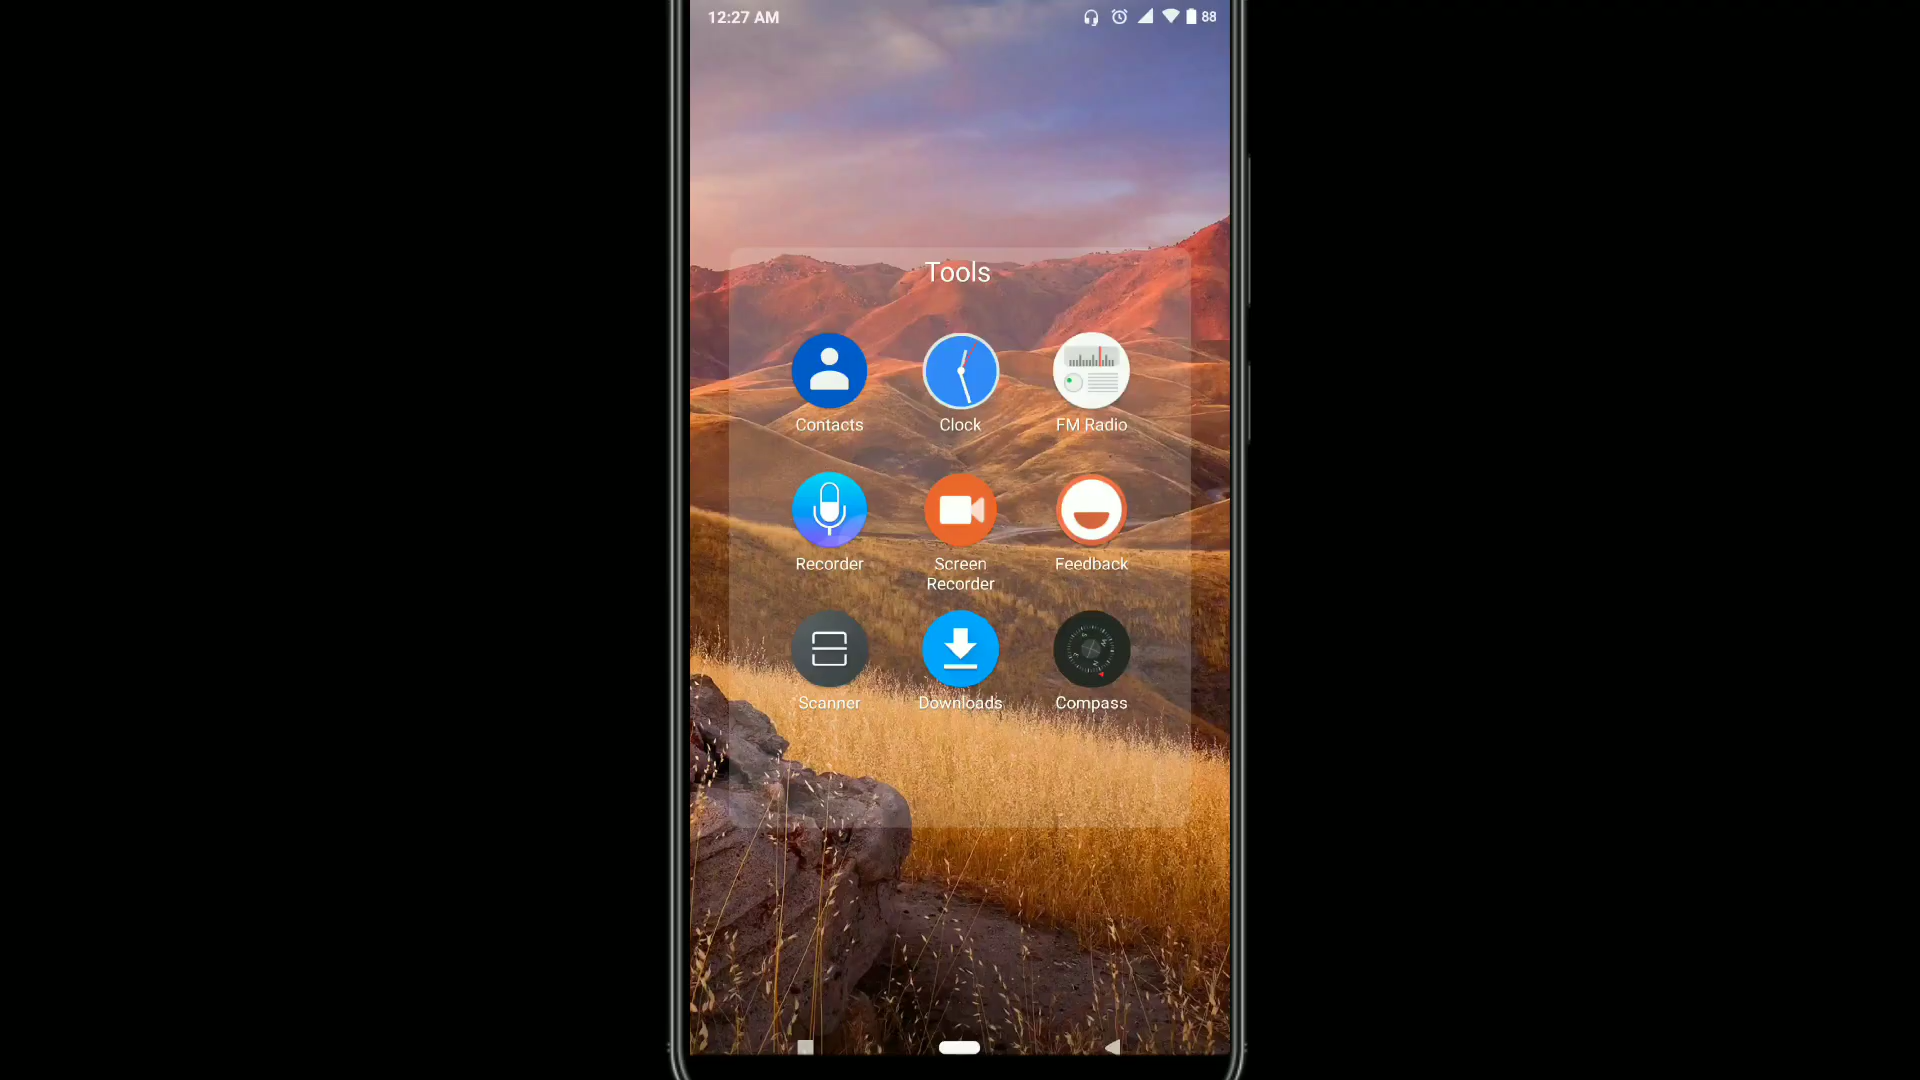 12:27 AM
88
Tools
Contacts
Clock
FM Radio
Recorder
Screen
Recorder
Feedback
Scanner
Downloads
Compass